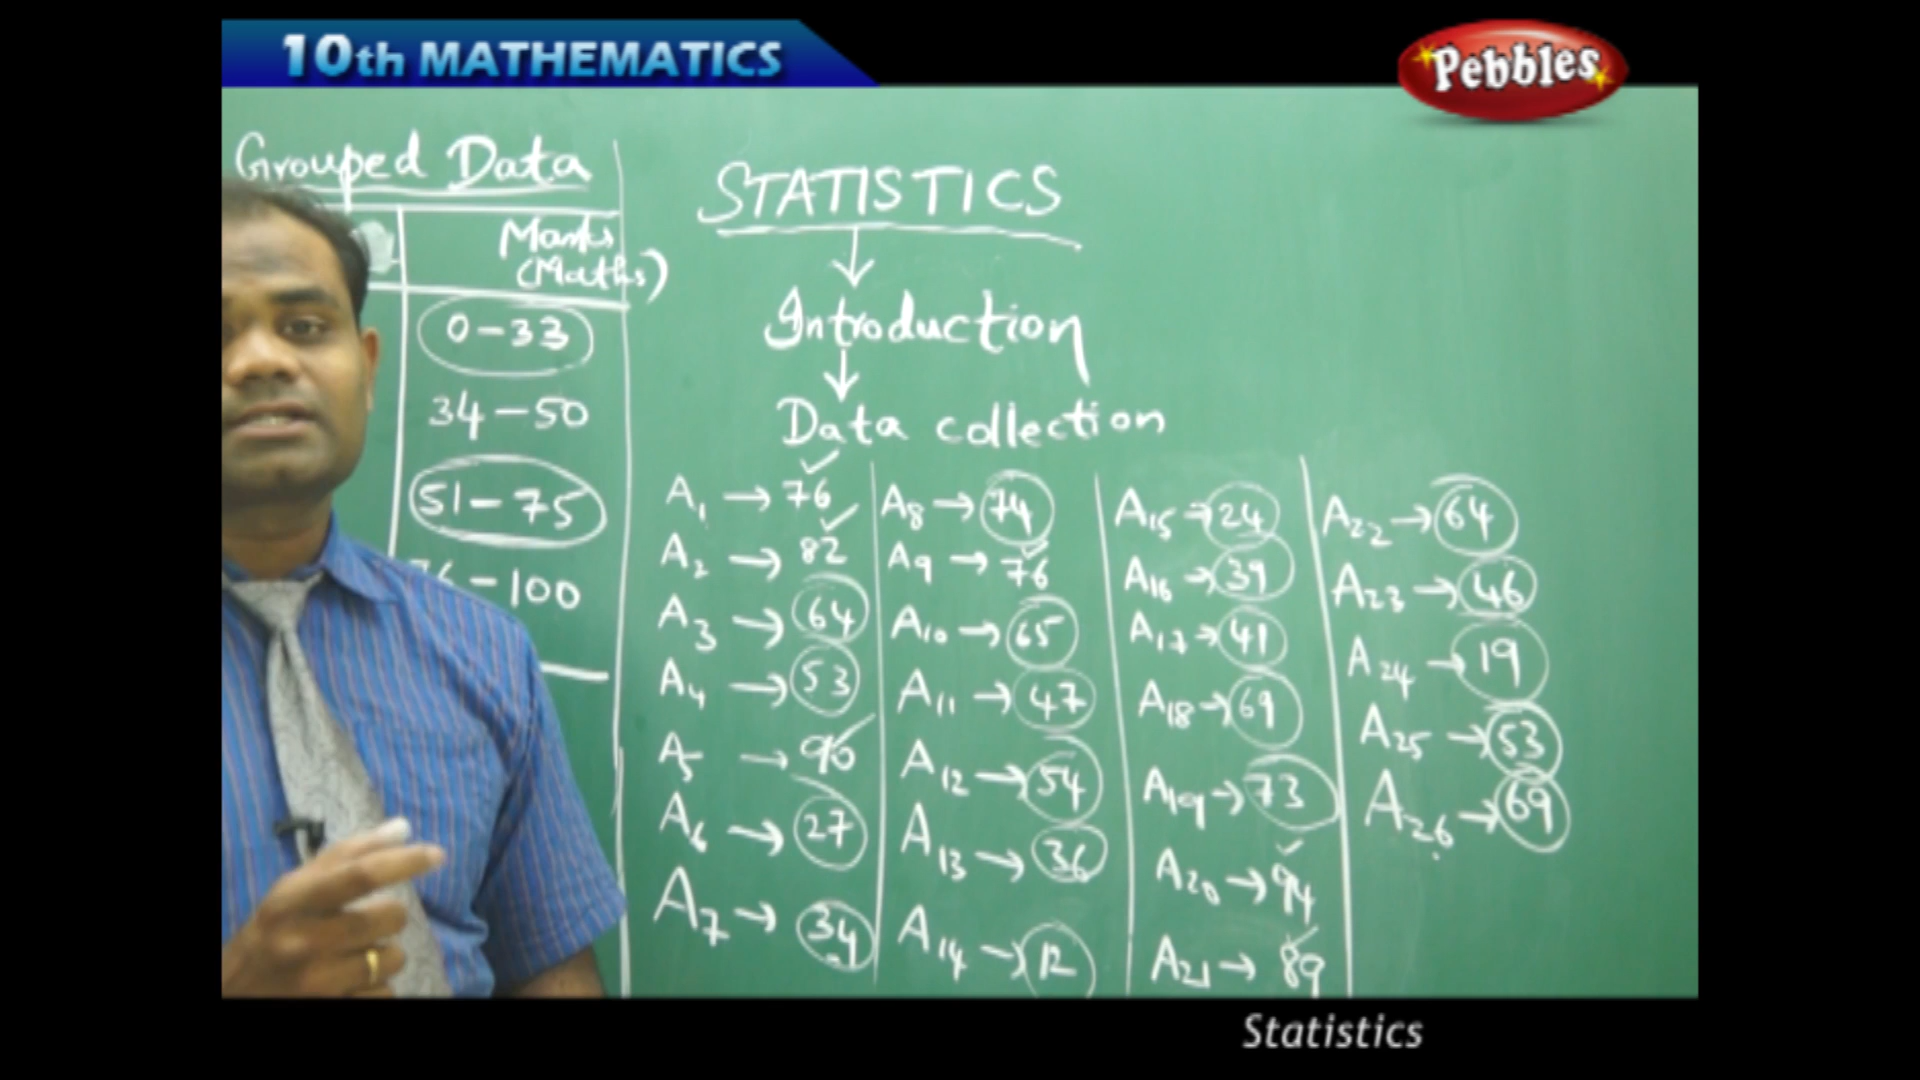 10th MATHEMATICS
Pebbles
Grouped Data
Marks
(Maths)
0-33
34-50
51-75
-100
STATISTICS
Introduction
Data collection
A1 → 76
A2 → 82
A3 → 64
A4 → 53
A5 → 90
A6 → 27
A7 → 34
A8 → 74
A9 → 76
A10 → 65
A11 → 47
A12 → 54
A13 → 36
A14 → 12
A15 → 24
A16 → 39
A17 → 41
A18 → 69
A19 → 73
A20 → 94
A21 → 89
A22 → 64
A23 → 46
A24 → 19
A25 → 53
A26 → 69
Statistics